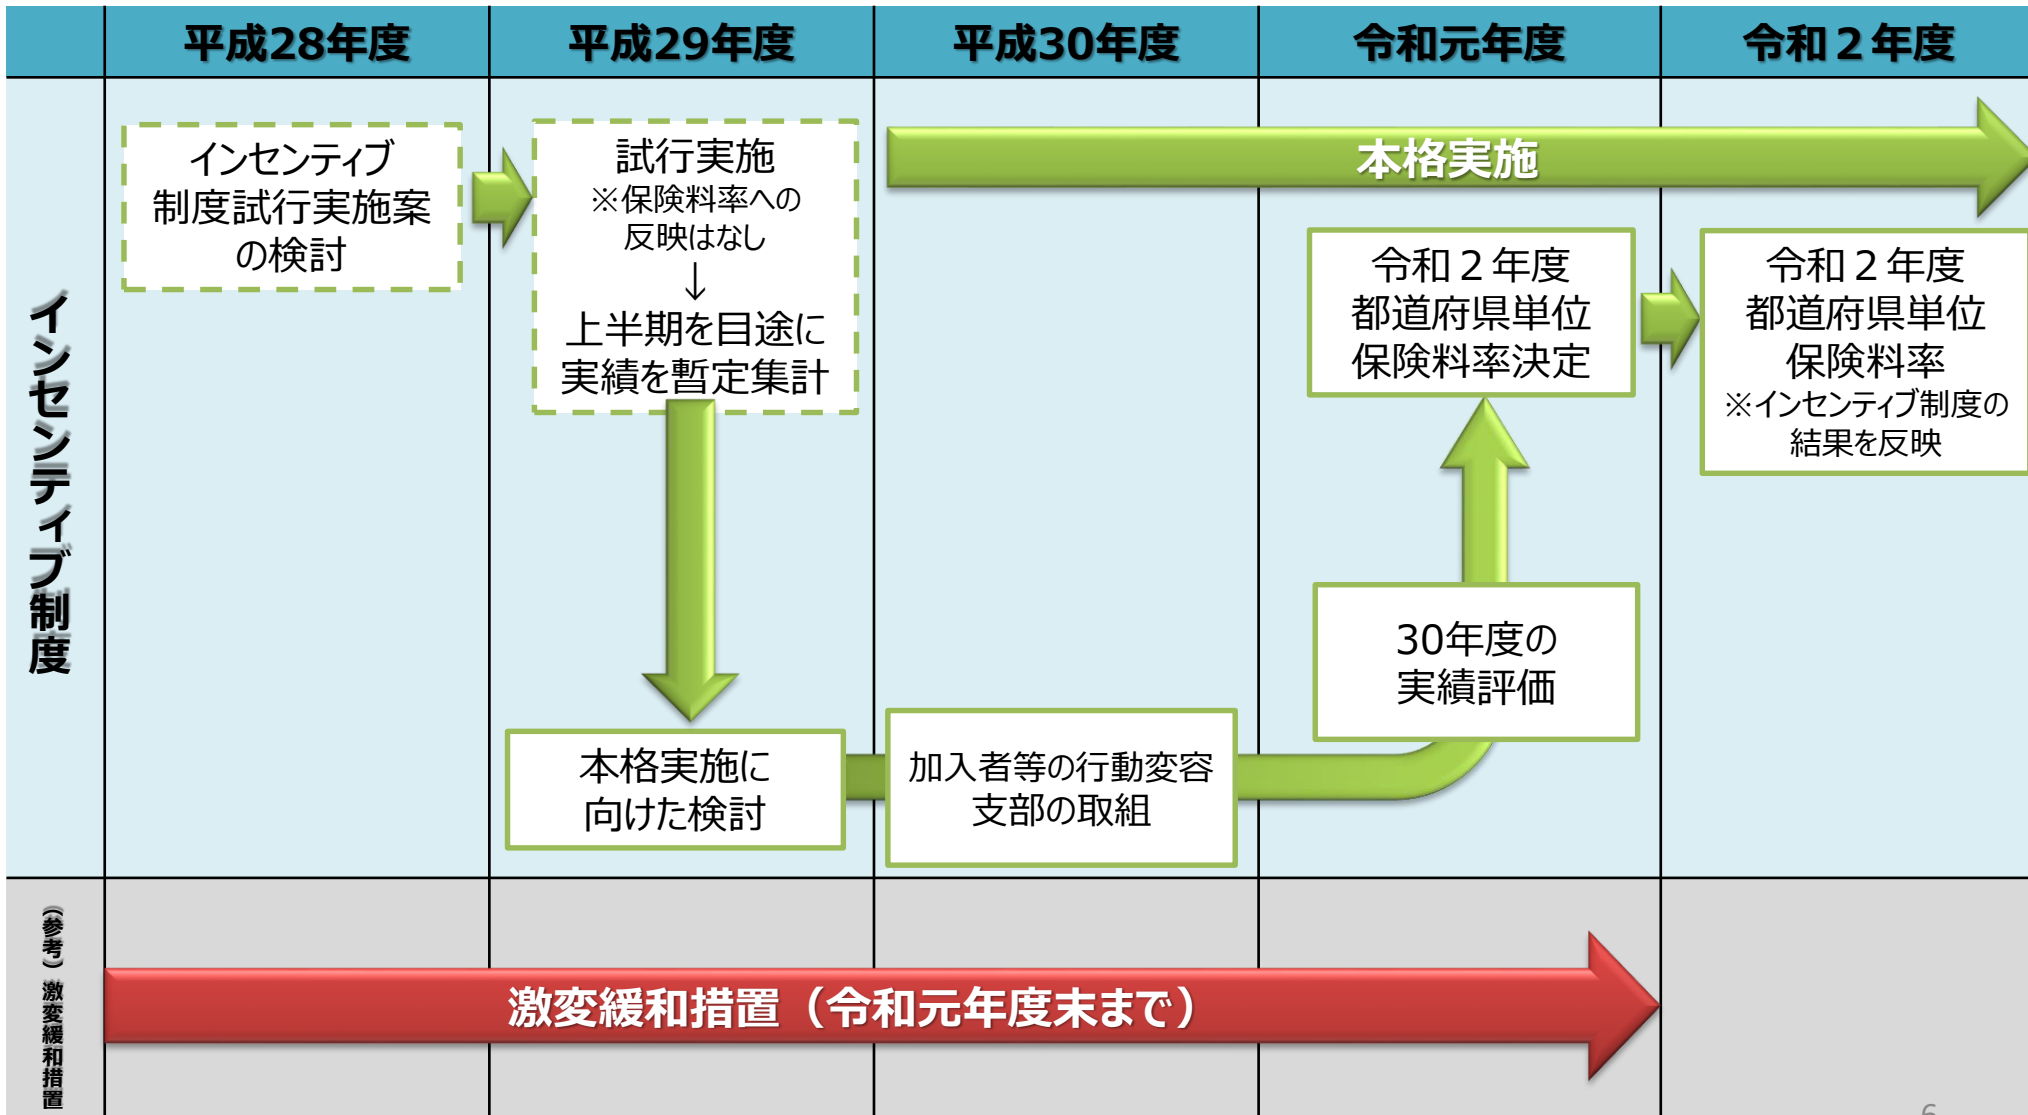 平成28年度
平成29年度
平成30年度
令和元年度
令和２年度
インセンティブ制度
インセンティブ
制度試行実施案
の検討
試行実施
※保険料率への
反映はなし
↓
上半期を目途に
実績を暫定集計
本格実施に
向けた検討
本格実施
加入者等の行動変容
支部の取組
令和２年度
都道府県単位
保険料率決定
30年度の
実績評価
令和２年度
都道府県単位
保険料率
※インセンティブ制度の
結果を反映
（参考）激変緩和措置
激変緩和措置（令和元年度末まで）
6